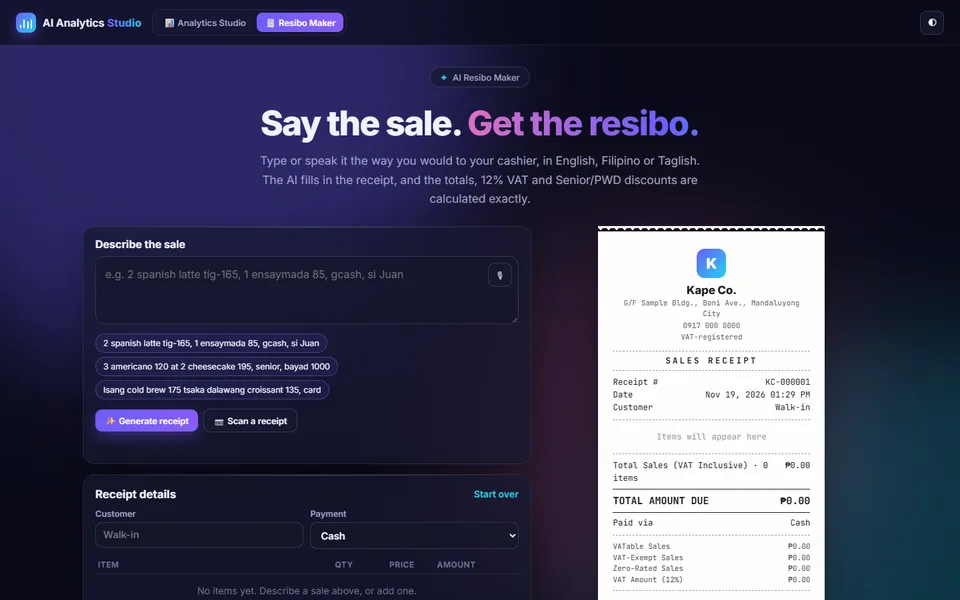 AI Analytics Studio
📊 Analytics Studio
🧾 Resibo Maker
✦ AI Resibo Maker
Say the sale. Get the resibo.
Type or speak it the way you would to your cashier, in English, Filipino or Taglish.
The AI fills in the receipt, and the totals, 12% VAT and Senior/PWD discounts are
calculated exactly.
Describe the sale
e.g. 2 spanish latte tig-165, 1 ensaymada 85, gcash, si Juan
2 spanish latte tig-165, 1 ensaymada 85, gcash, si Juan
3 americano 120 at 2 cheesecake 195, senior, bayad 1000
Isang cold brew 175 tsaka dalawang croissant 135, card
✨ Generate receipt
📷 Scan a receipt
Receipt details
Start over
Customer
Payment
Walk-in
Cash
ITEM QTY PRICE AMOUNT
No items yet. Describe a sale above, or add one.
K
Kape Co.
G/F Sample Bldg., Boni Ave., Mandaluyong
City
0917 000 0000
VAT-registered
SALES RECEIPT
Receipt # KC-000001
Date Nov 19, 2026 01:29 PM
Customer Walk-in
Items will appear here
Total Sales (VAT Inclusive) · 0 ₱0.00
items
TOTAL AMOUNT DUE ₱0.00
Paid via Cash
VATable Sales ₱0.00
VAT-Exempt Sales ₱0.00
Zero-Rated Sales ₱0.00
VAT Amount (12%) ₱0.00